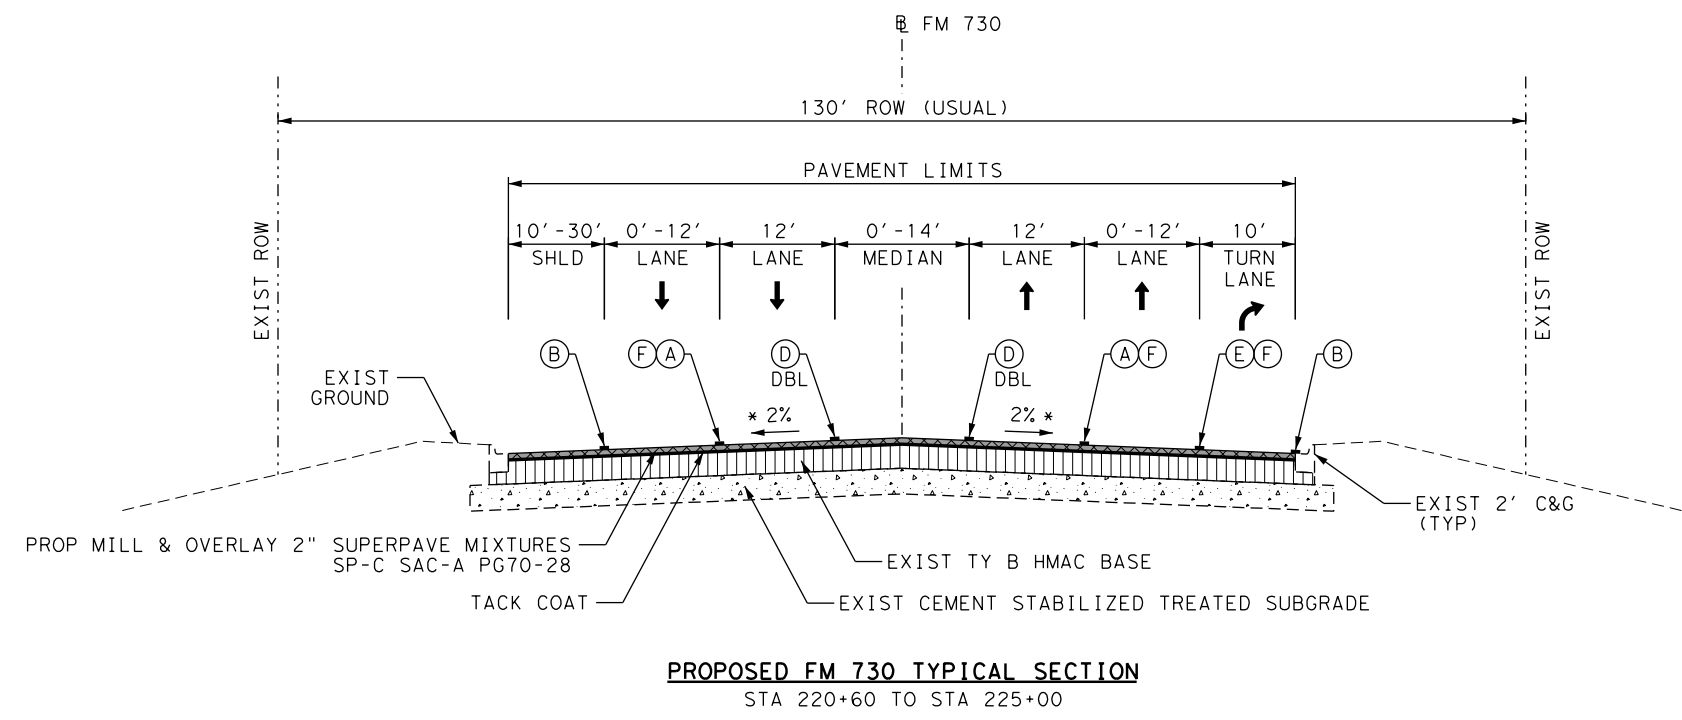 BL FM 730
130' ROW (USUAL)
PAVEMENT LIMITS
10'-30' 0'-12' 12' 0'-14' 12' 0'-12' 10'
SHLD LANE LANE MEDIAN LANE LANE TURN
LANE
EXIST ROW
EXIST ROW
B F A D D A F E F B
DBL DBL
EXIST
GROUND
* 2% 2% *
EXIST 2' C&G
(TYP)
PROP MILL & OVERLAY 2" SUPERPAVE MIXTURES
SP-C SAC-A PG70-28
EXIST TY B HMAC BASE
TACK COAT
EXIST CEMENT STABILIZED TREATED SUBGRADE
PROPOSED FM 730 TYPICAL SECTION
STA 220+60 TO STA 225+00